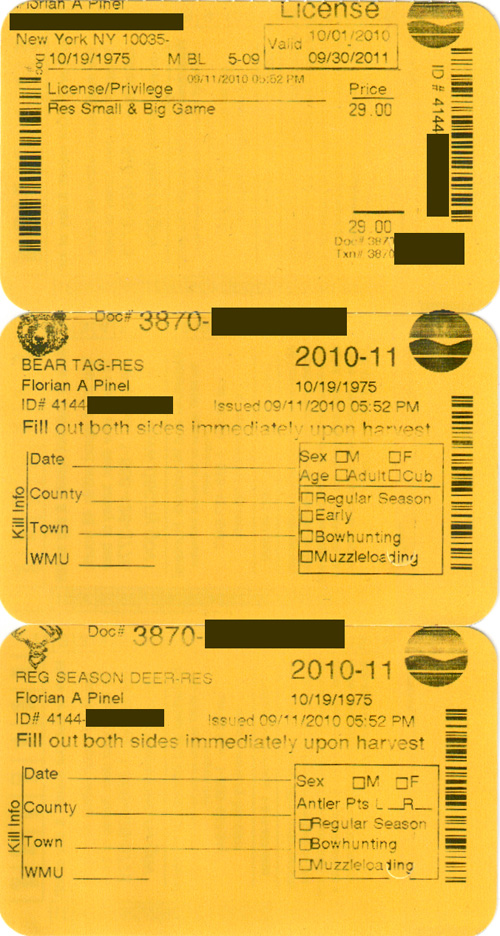 Florian A Pinel
License
New York NY 10035-
Valid 10/01/2010
09/30/2011
Doc
10/19/1975 M BL 5-09
09/11/2010 05:52 PM
License/Privilege Price
Res Small & Big Game 29.00
ID # 4144
29.00
Doc# 387
Txn# 3870
Doc# 3870-
BEAR TAG-RES 2010-11
Florian A Pinel 10/19/1975
ID# 4144 Issued 09/11/2010 05:52 PM
Fill out both sides immediately upon harvest
Kill Info
Date
County
Town
WMU
Sex M F
Age Adult Cub
Regular Season
Early
Bowhunting
Muzzleloading
Doc# 3870-
REG SEASON DEER-RES 2010-11
Florian A Pinel 10/19/1975
ID# 4144- Issued 09/11/2010 05:52 PM
Fill out both sides immediately upon harvest
Kill Info
Date
County
Town
WMU
Sex M F
Antler Pts L __R__
Regular Season
Bowhunting
Muzzleloading